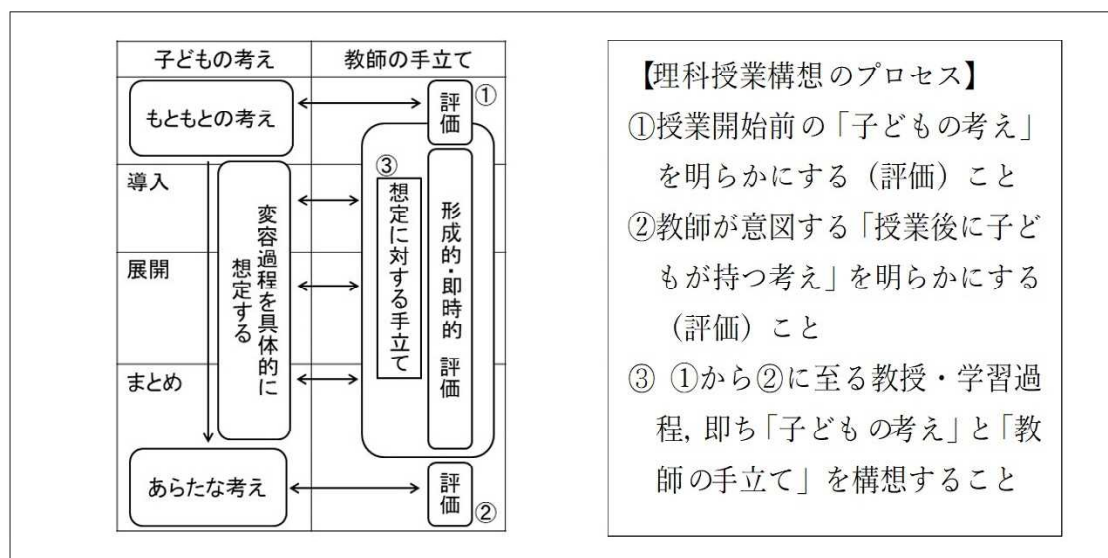 子どもの考え
教師の手立て
もともとの考え
評価
①
導入
変容過程を具体的に
想定する
③
想定に対する手立て
形成的・即時的 評価
展開
まとめ
あらたな考え
評価
②
【理科授業構想のプロセス】
①授業開始前の「子どもの考え」
を明らかにする（評価）こと
②教師が意図する「授業後に子ど
もが持つ考え」を明らかにする
（評価）こと
③ ①から②に至る教授・学習過
程, 即ち「子どもの考え」と「教
師の手立て」を構想すること